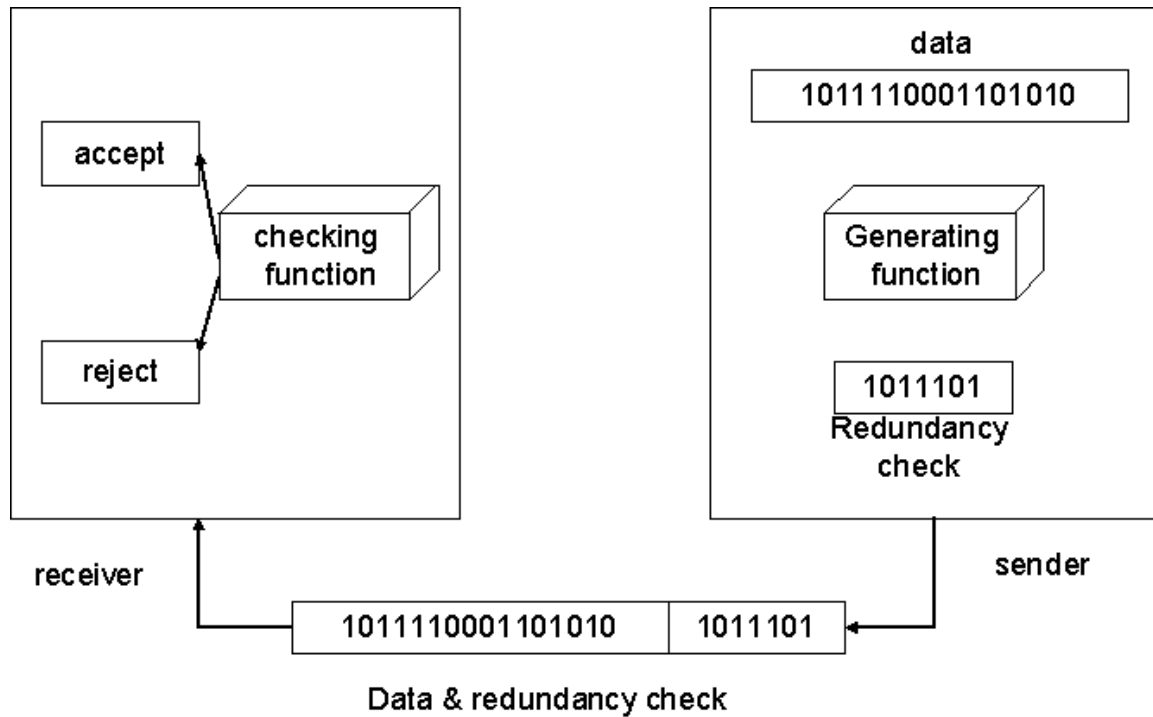 data
1011110001101010
accept
checking
function
Generating
function
reject
1011101
Redundancy
check
receiver
sender
1011110001101010 1011101
Data & redundancy check